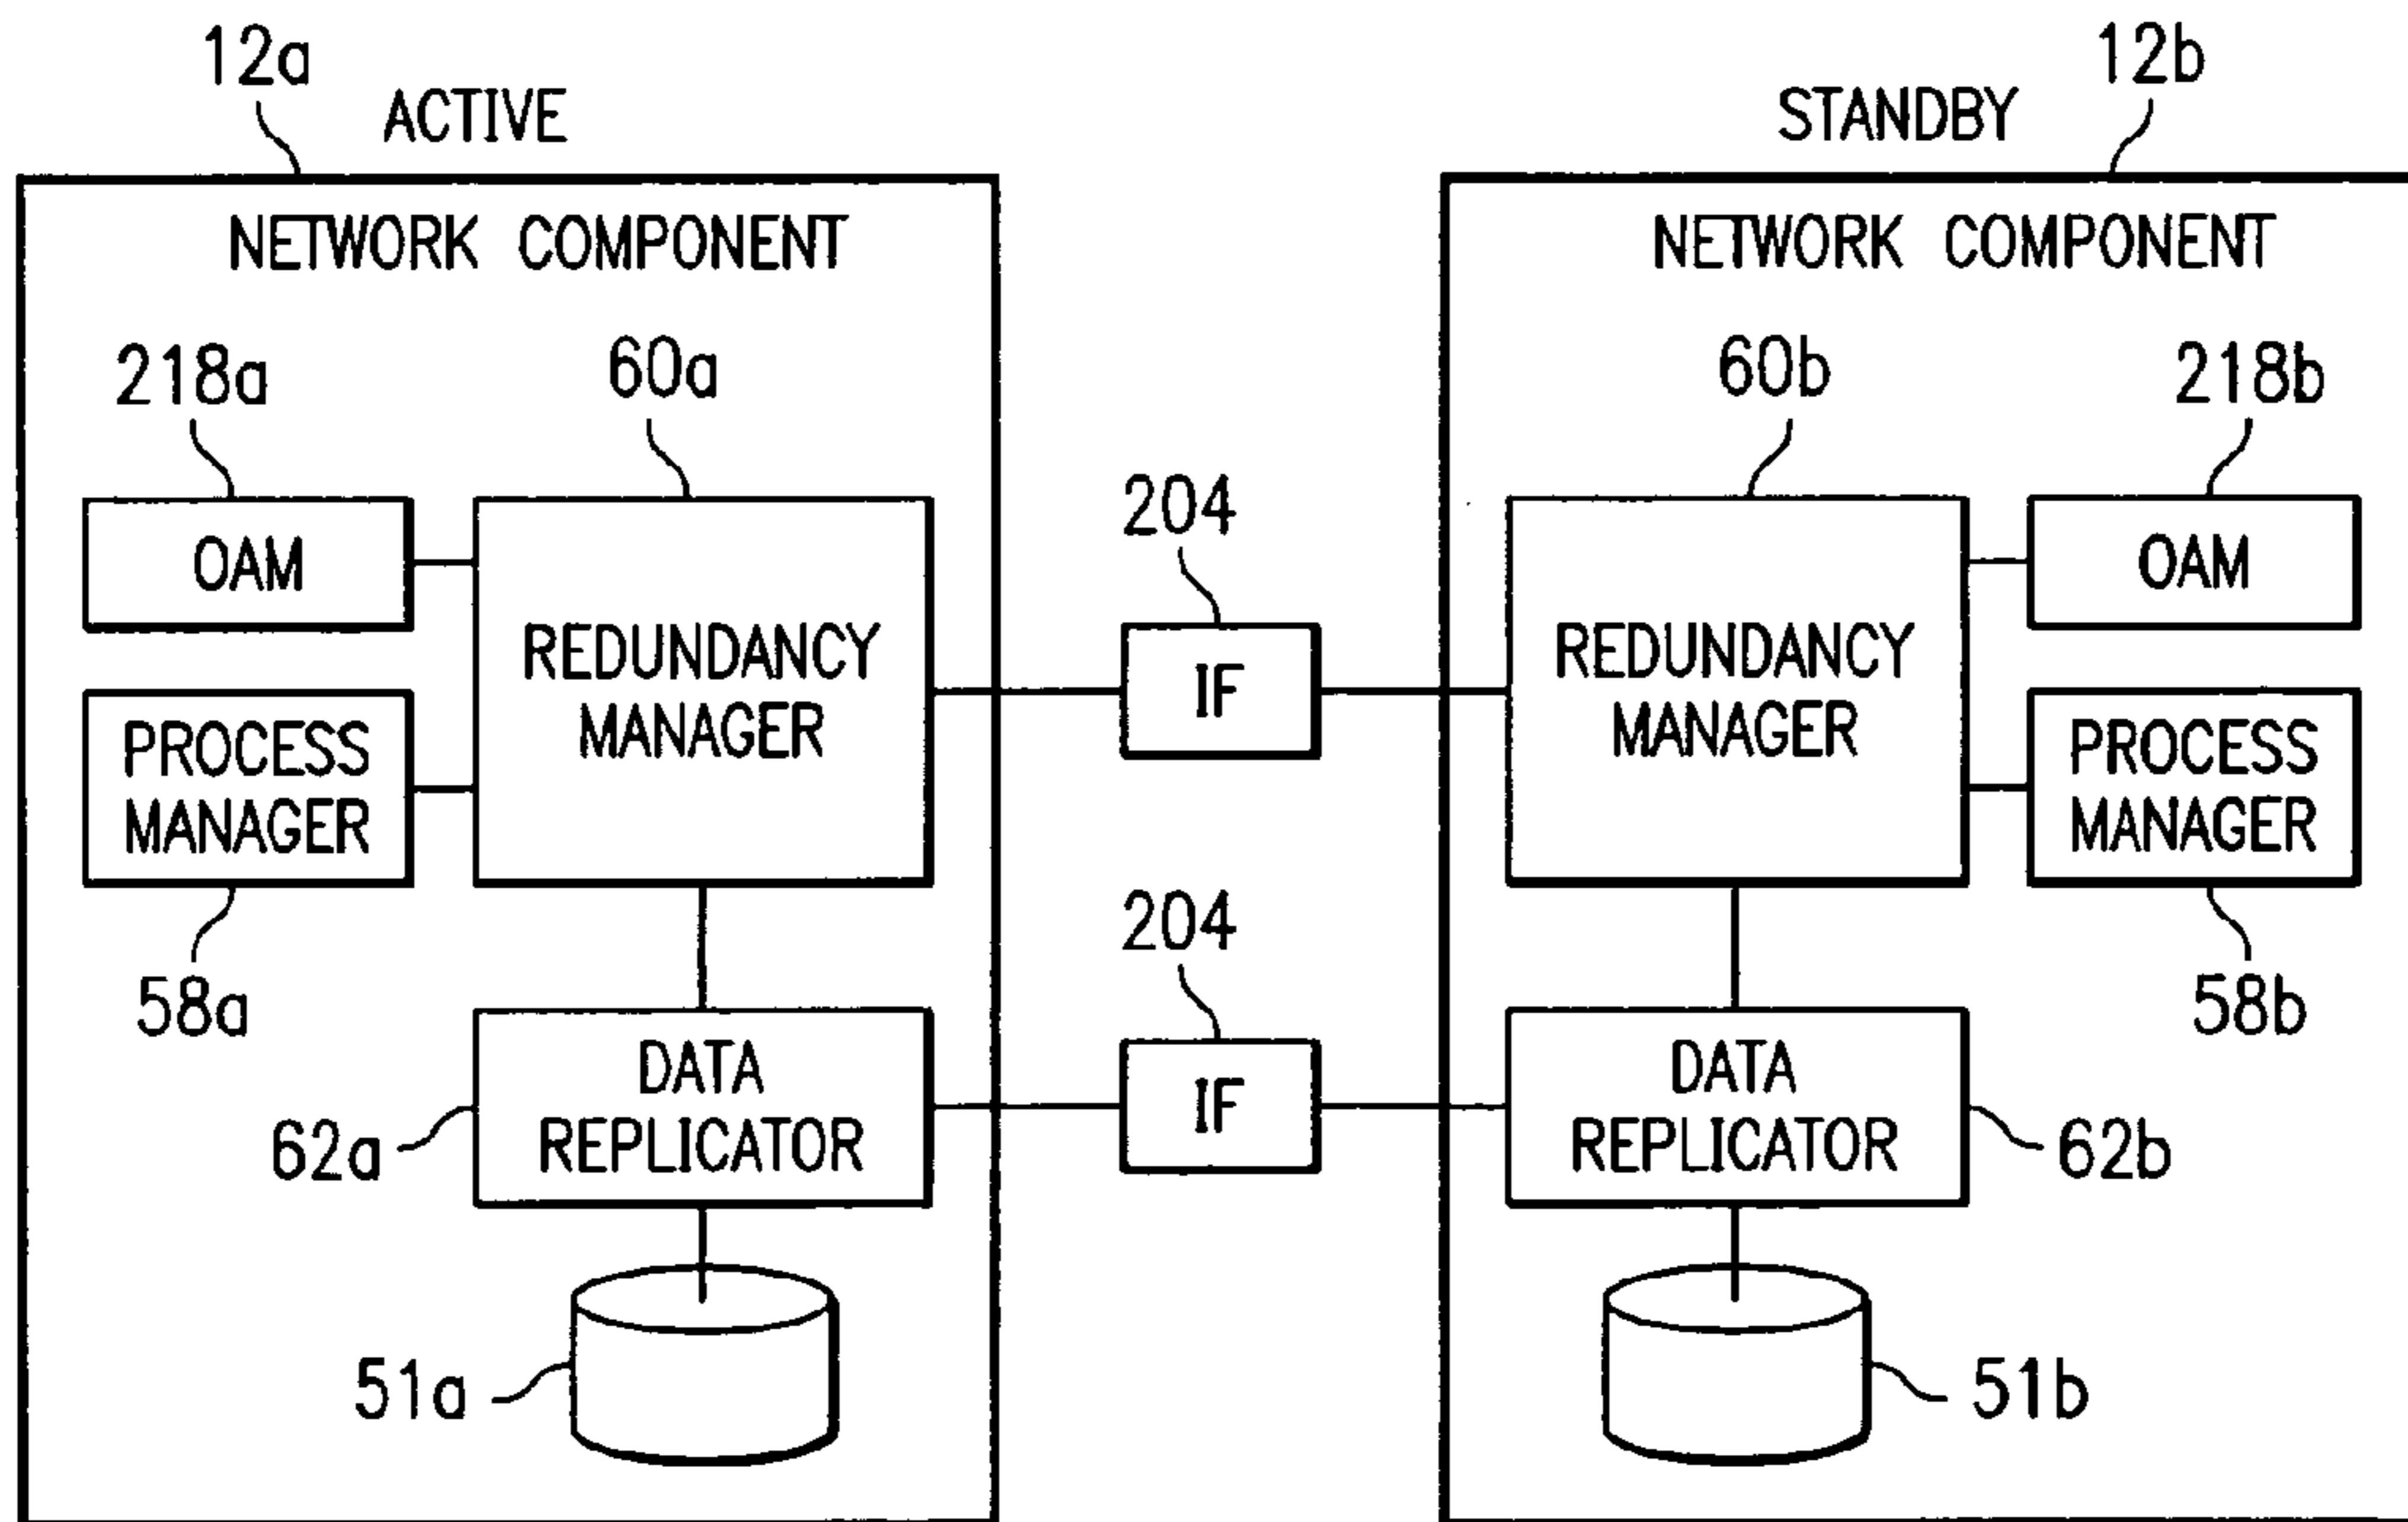 12a
ACTIVE
12b
STANDBY
NETWORK COMPONENT
NETWORK COMPONENT
218a
60a
60b
218b
204
OAM
REDUNDANCY
MANAGER
IF
REDUNDANCY
MANAGER
OAM
PROCESS
MANAGER
PROCESS
MANAGER
58a
204
58b
DATA
REPLICATOR
62a
IF
DATA
REPLICATOR
62b
51a
51b